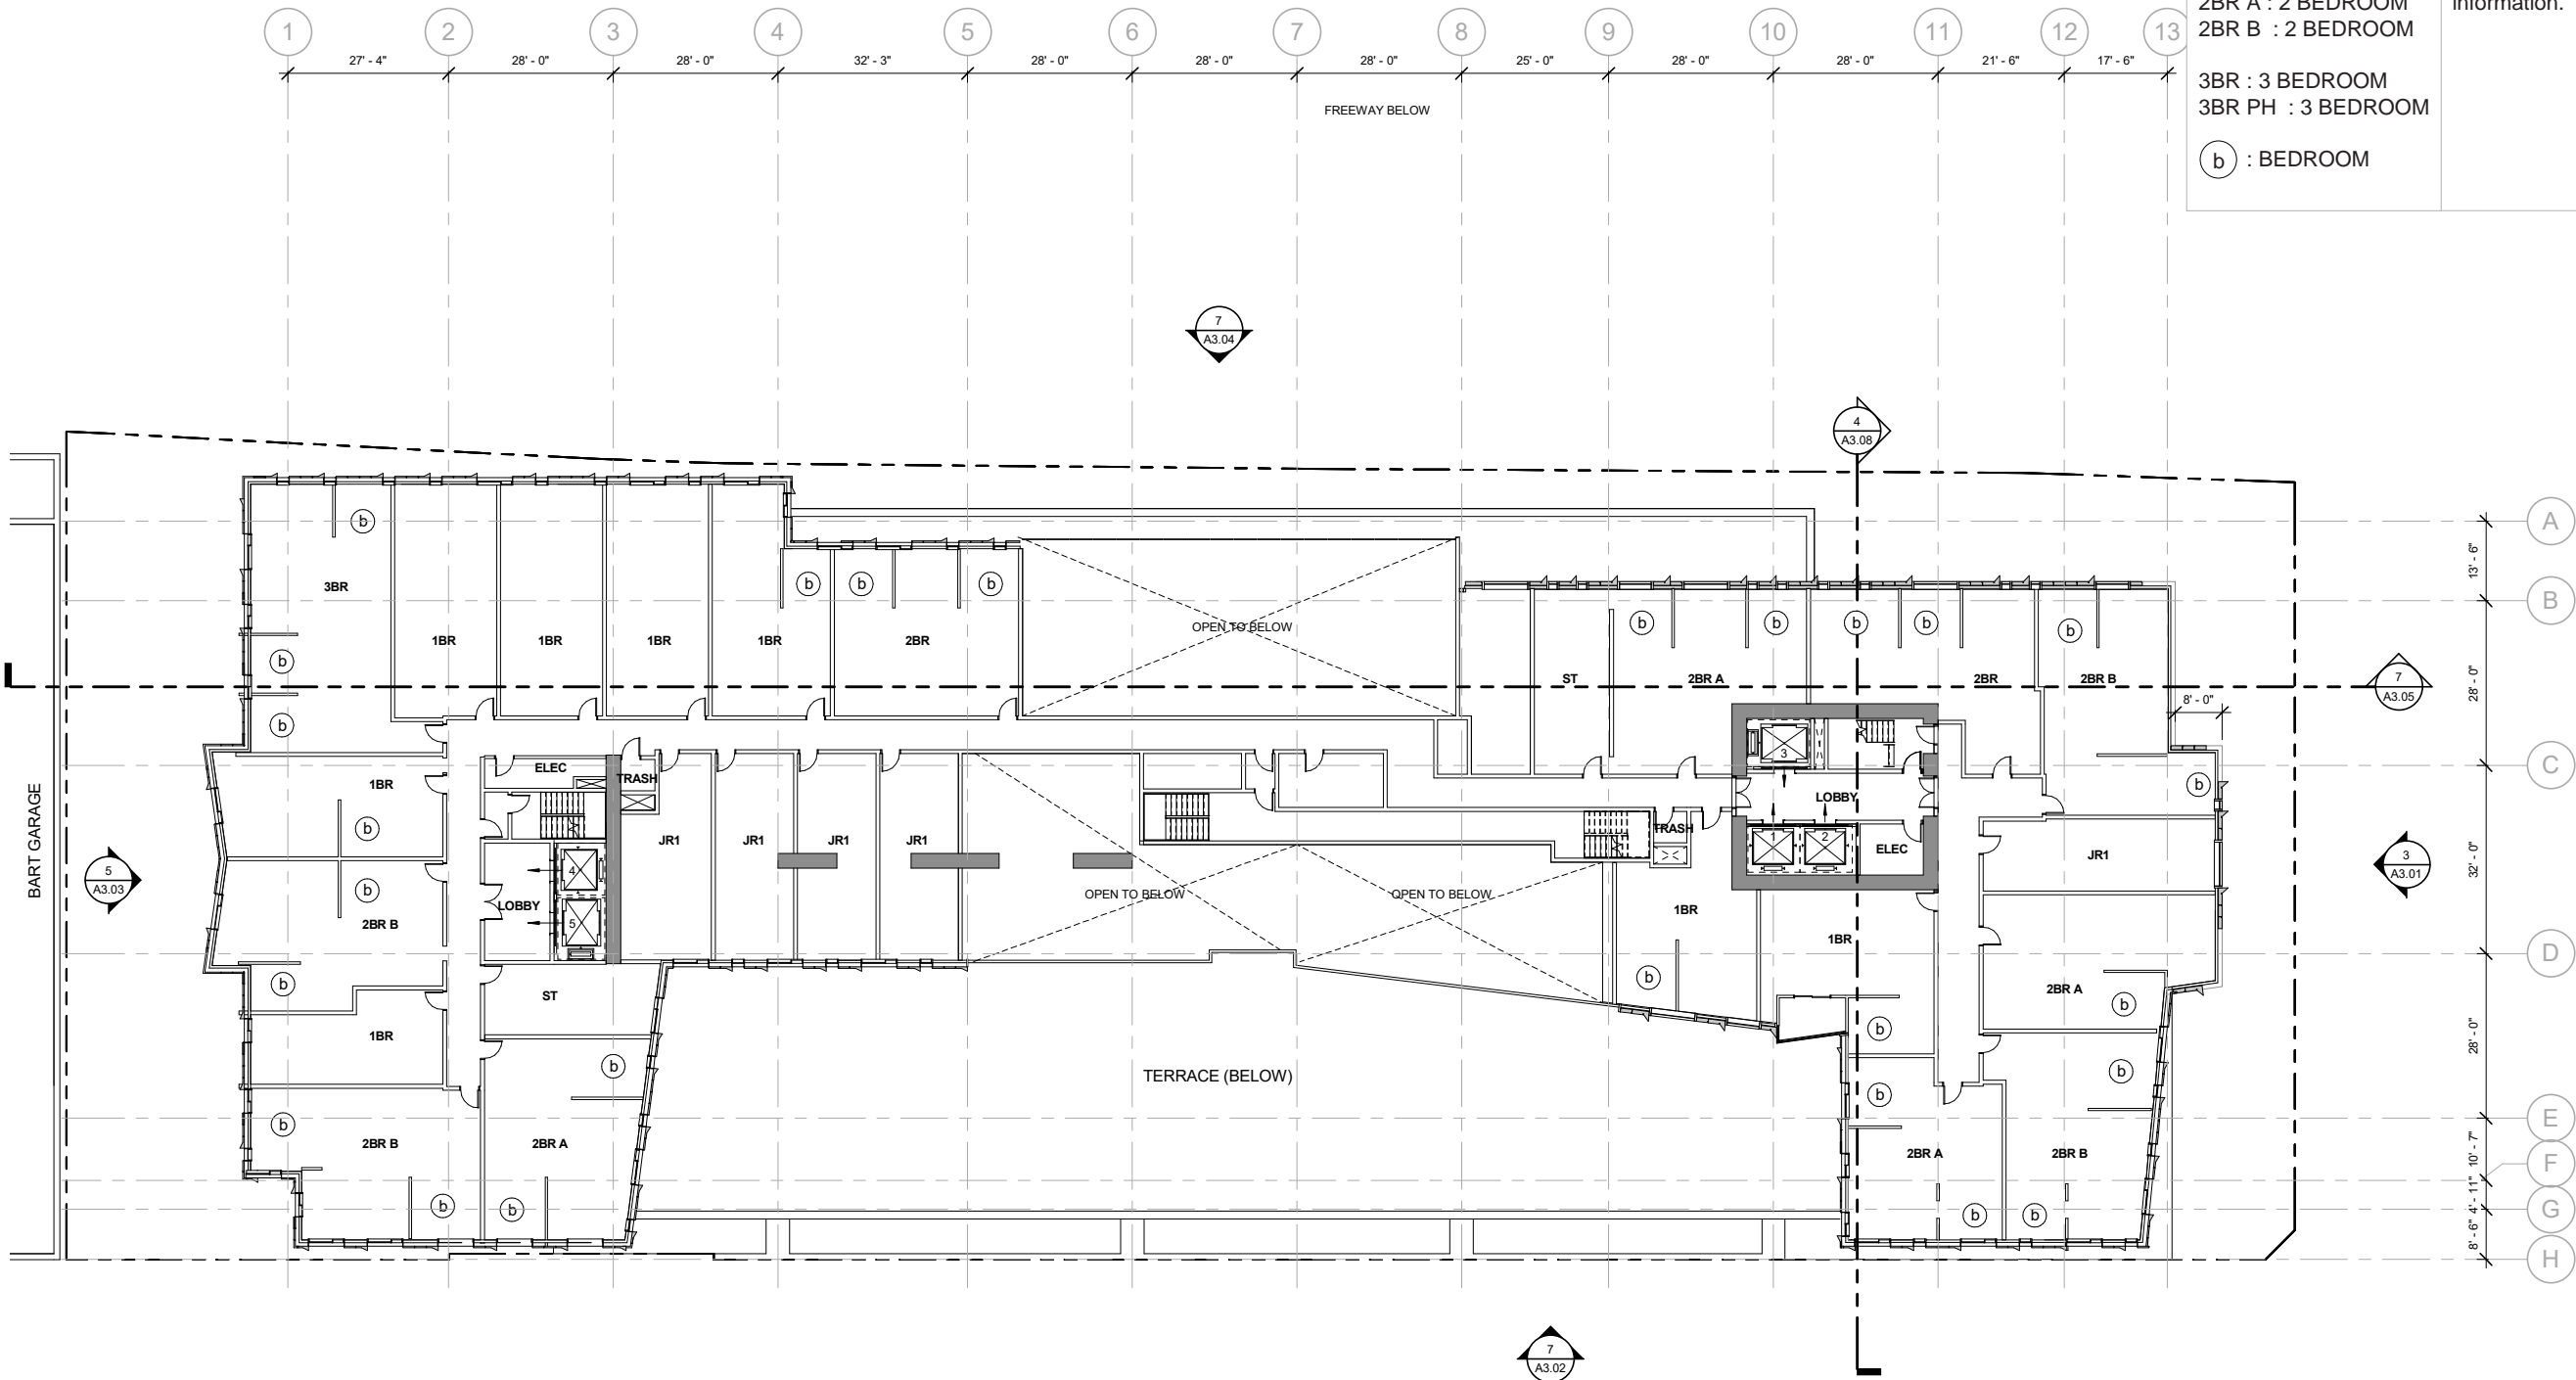 1 2 3 4 5 6 7 8 9 10 11 12 13
27' - 4" 28' - 0" 28' - 0" 32' - 3" 28' - 0" 28' - 0" 28' - 0" 25' - 0" 28' - 0" 28' - 0" 21' - 6" 17' - 6"
2BR A : 2 BEDROOM
2BR B : 2 BEDROOM
3BR : 3 BEDROOM
3BR PH : 3 BEDROOM
b : BEDROOM
information.
FREEWAY BELOW
7
A3.04
4
A3.08
A
13' - 6"
B
28' - 0"
C
32' - 0"
D
28' - 0"
E
10' - 7"
F
4' - 11"
G
8' - 6"
H
b
3BR
b
b
1BR
1BR
1BR
1BR
b
b
b
2BR
OPEN TO BELOW
ST
b
b
2BR A
b
b
2BR
b
2BR B
b
8' - 0"
7
A3.05
BART GARAGE
5
A3.03
1BR
b
b
2BR B
b
1BR
b
2BR B
b
ELEC
TRASH
LOBBY
4
5
ST
b
2BR A
b
JR1
JR1
JR1
JR1
OPEN TO BELOW
OPEN TO BELOW
TRASH
3
LOBBY
1
2
ELEC
1BR
b
1BR
b
JR1
2BR A
b
b
2BR A
b
b
2BR B
b
3
A3.01
TERRACE (BELOW)
7
A3.02